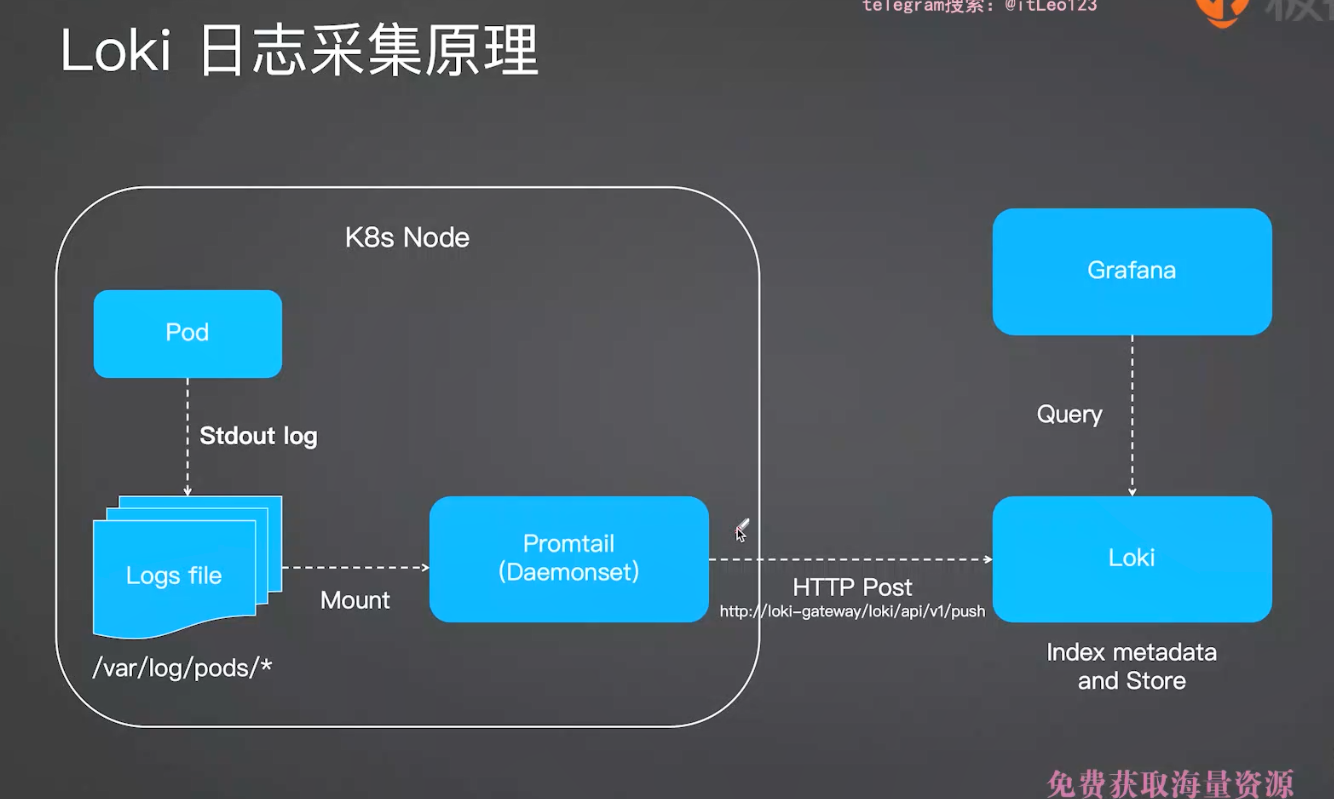 telegram搜索：@itLeo123
Loki 日志采集原理
K8s Node
Pod
Stdout log
Logs file
/var/log/pods/*
Mount
Promtail
(Daemonset)
HTTP Post
http://loki-gateway/loki/api/v1/push
Grafana
Query
Loki
Index metadata
and Store
免费获取海量资源